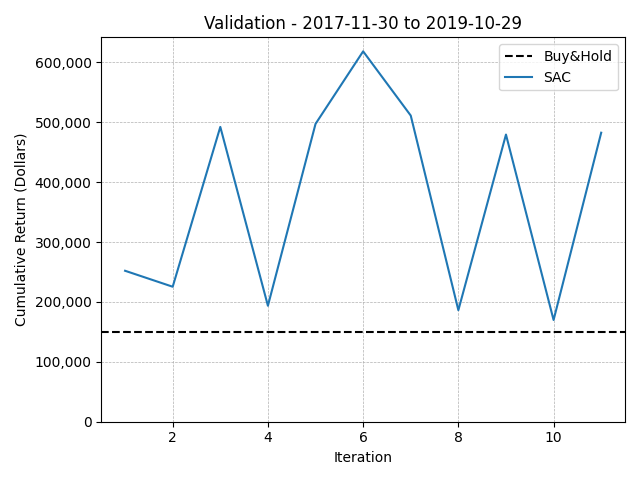 Validation - 2017-11-30 to 2019-10-29
Buy&Hold
SAC
Cumulative Return (Dollars)
600,000
500,000
400,000
300,000
200,000
100,000
0
2 4 6 8 10
Iteration